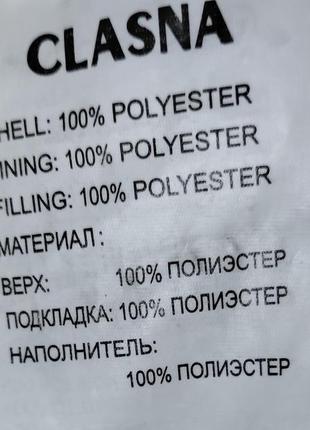 CLASNA
HELL: 100% POLYESTER
INING: 100% POLYESTER
FILLING: 100% POLYESTER
МАТЕРИАЛ:
ВЕРХ: 100% ПОЛИЭСТЕР
ПОДКЛАДКА: 100% ПОЛИЭСТЕР
НАПОЛНИТЕЛЬ:
100% ПОЛИЭСТЕР